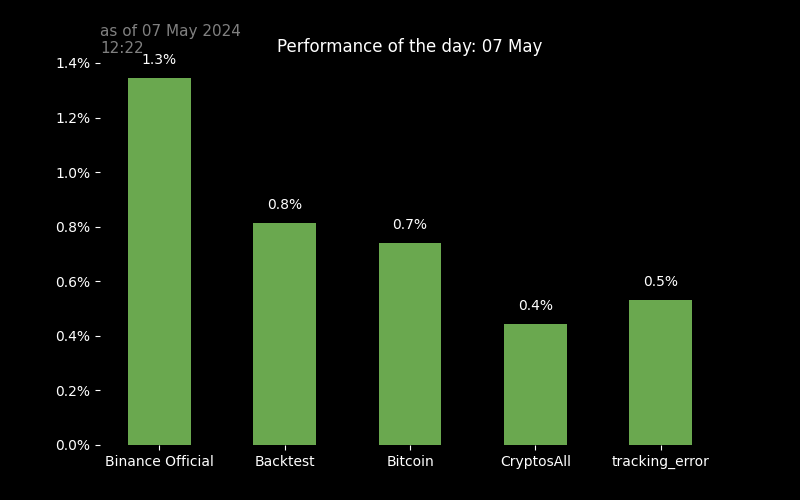 as of 07 May 2024
12:22
Performance of the day: 07 May
1.4%
1.2%
1.0%
0.8%
0.6%
0.4%
0.2%
0.0%
1.3%
0.8%
0.7%
0.4%
0.5%
Binance Official
Backtest
Bitcoin
CryptosAll
tracking_error